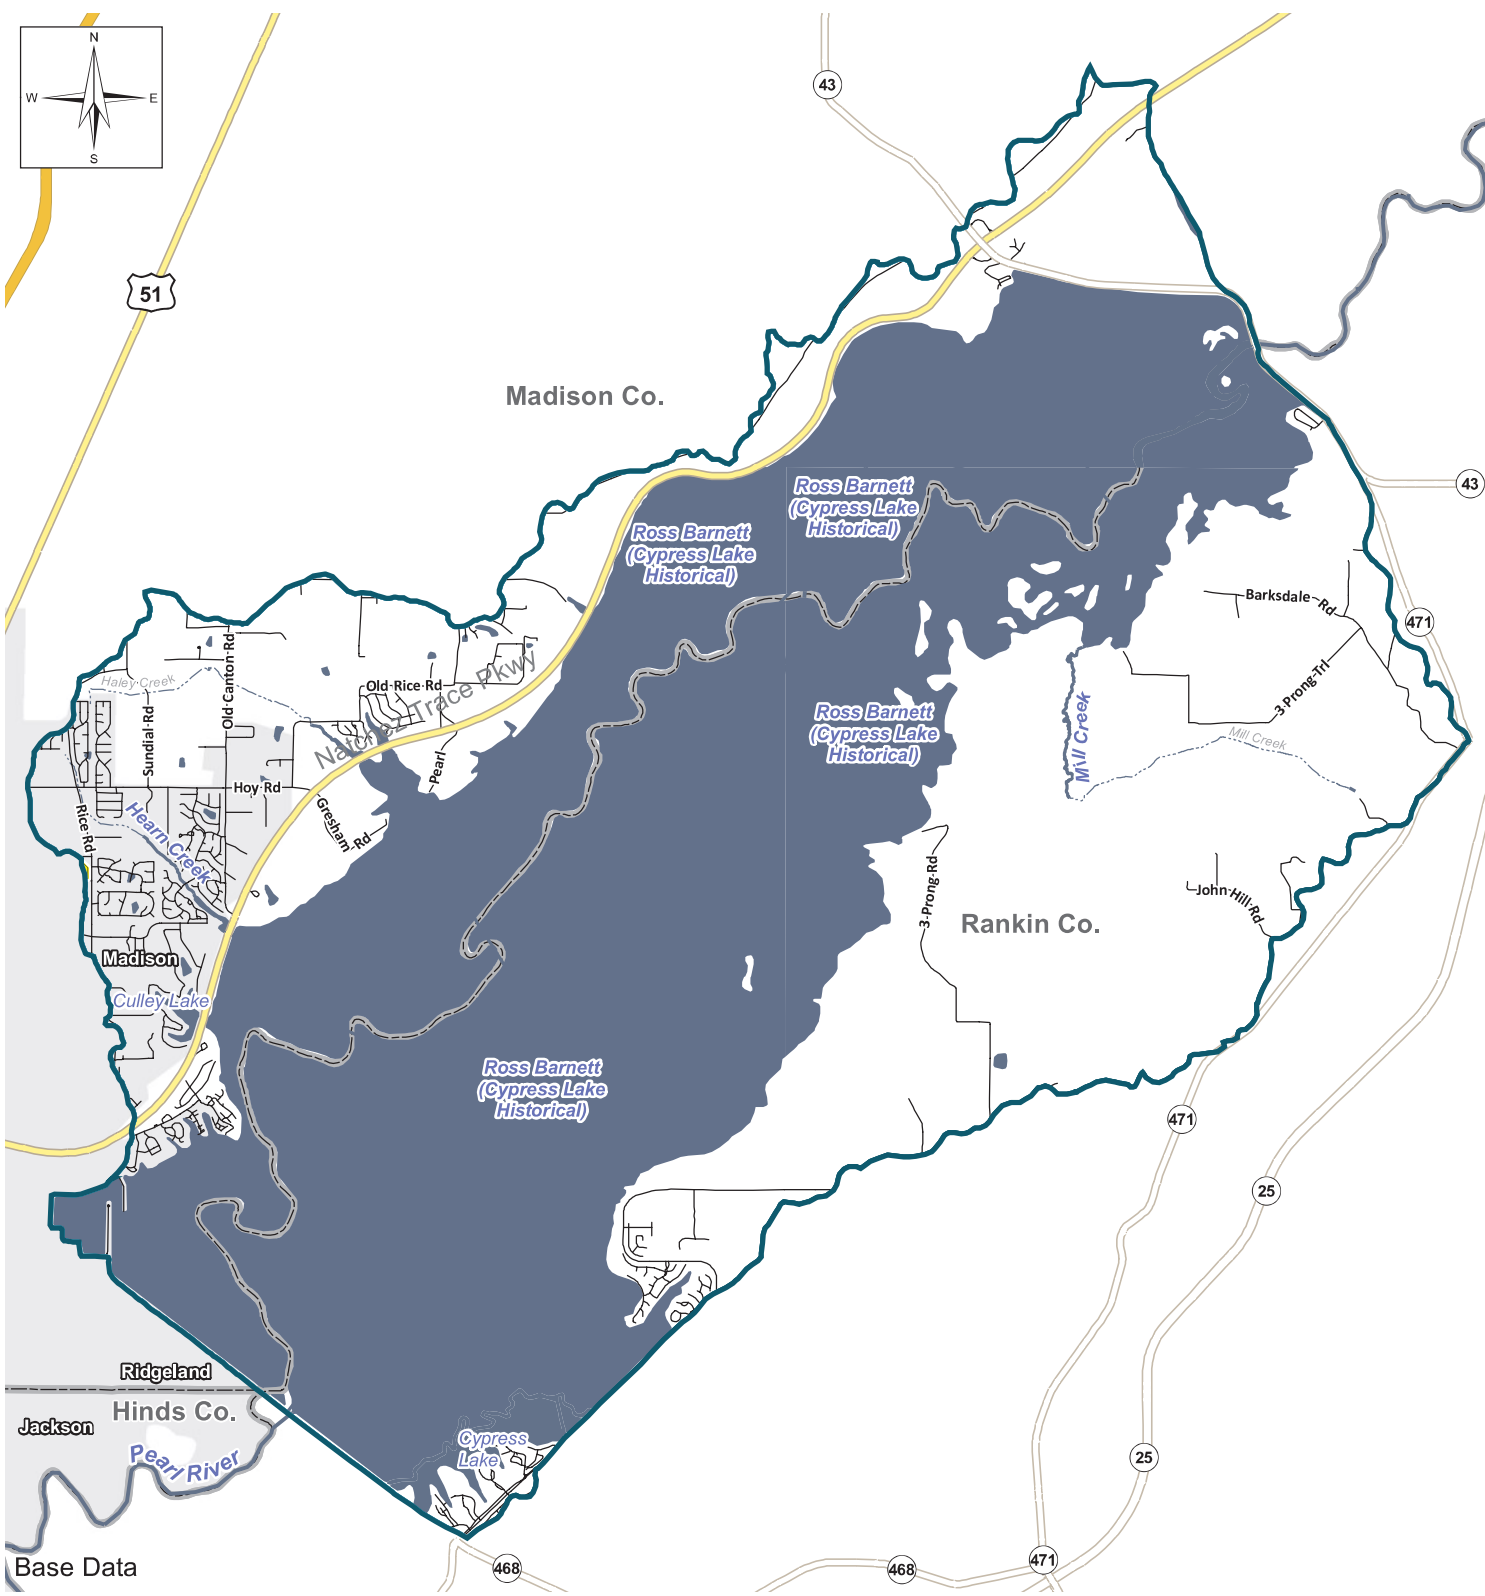 N
W
E
S
43
51
Madison Co.
Ross Barnett
(Cypress Lake
Historical)
Ross Barnett
(Cypress Lake
Historical)
43
Barksdale Rd
471
3-Prong-Trl
Haley Creek
Old Canton Rd
Sundial Rd
Old Rice Rd
Natchez Trace Pkwy
Pearl
Ross Barnett
(Cypress Lake
Historical)
Mill Creek
Mill Creek
Hoy Rd
Rice Rd
Hearn Creek
Gresham Rd
3-Prong-Rd
John Hill Rd
Rankin Co.
Madison
Culley Lake
Ross Barnett
(Cypress Lake
Historical)
471
25
Ridgeland
Hinds Co.
Jackson
Pearl River
Cypress
Lake
25
Base Data
468
468
471